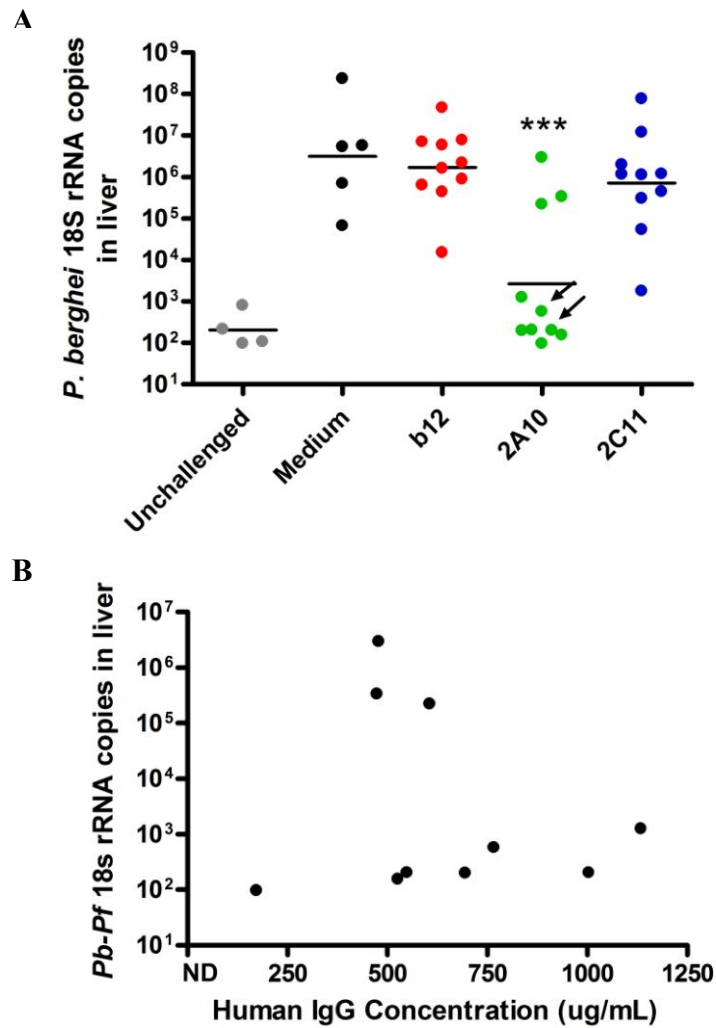 A
P. berghei 18S rRNA copies
in liver
10⁹
10⁸
10⁷
10⁶
10⁵
10⁴
10³
10²
10¹
***
Unchallenged
Medium
b12
2A10
2C11
B
Pb-Pf 18s rRNA copies in liver
10⁷
10⁶
10⁵
10⁴
10³
10²
10¹
ND 250 500 750 1000 1250
Human IgG Concentration (ug/mL)